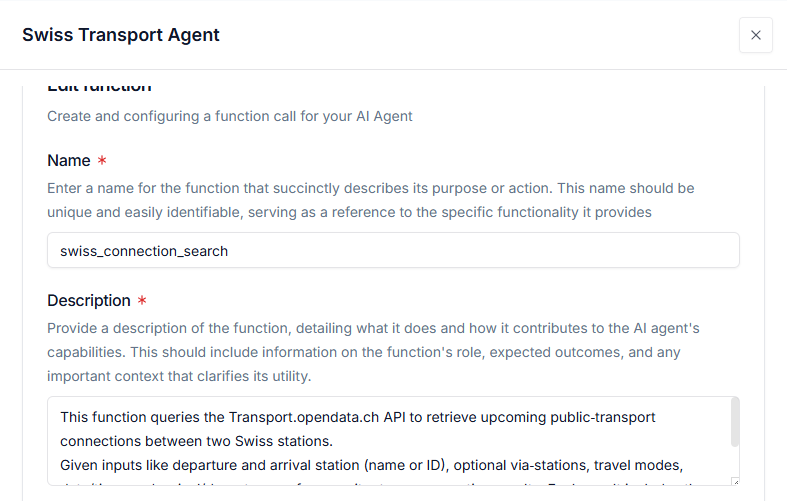 Swiss Transport Agent
Edit function
Create and configuring a function call for your AI Agent
Name *
Enter a name for the function that succinctly describes its purpose or action. This name should be
unique and easily identifiable, serving as a reference to the specific functionality it provides
swiss_connection_search
Description *
Provide a description of the function, detailing what it does and how it contributes to the AI agent's
capabilities. This should include information on the function's role, expected outcomes, and any
important context that clarifies its utility.
This function queries the Transport.opendata.ch API to retrieve upcoming public-transport
connections between two Swiss stations.
Given inputs like departure and arrival station (name or ID), optional via-stations, travel modes,